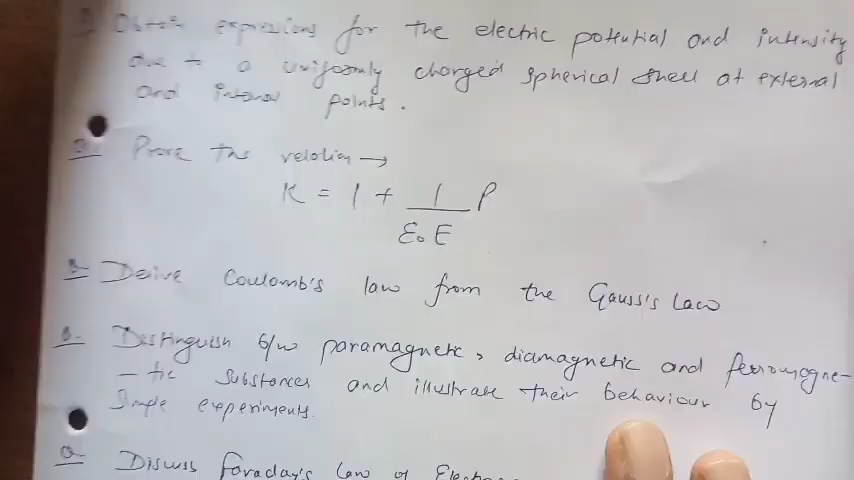 Q Obtain expressions for the electric potential and intensity
due to a uniformly charged spherical shell at external
and internal points.
Q. Prove the relation →
K = 1 + 1/ε₀E P
Q- Derive Coulomb's law from the Gauss's Law
Q. Distinguish b/w paramagnetic, diamagnetic and ferromagne-
- tic substances and illustrate their behaviour by
Simple experiments.
Q- Discuss Faraday's Law of